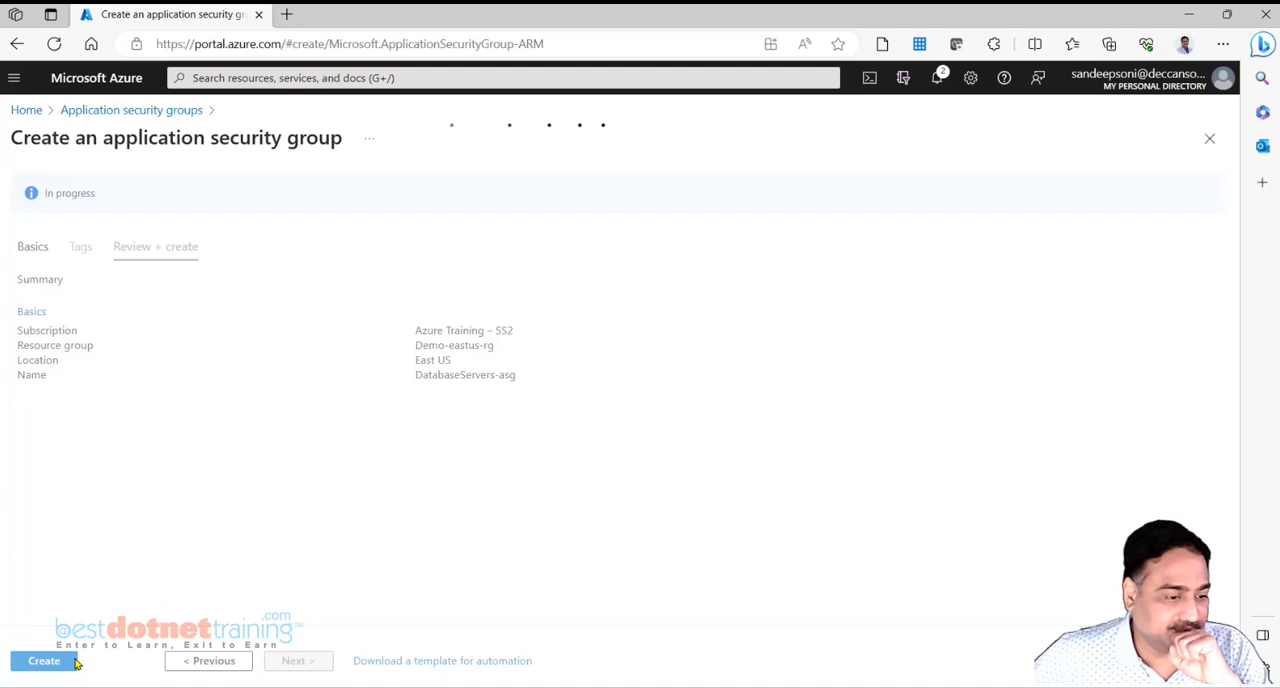 Create an application security gr
https://portal.azure.com/#create/Microsoft.ApplicationSecurityGroup-ARM
Microsoft Azure
Search resources, services, and docs (G+/)
2
sandeepsoni@deccanso...
MY PERSONAL DIRECTORY
Home > Application security groups >
Create an application security group ...
In progress
Basics Tags Review + create
Summary
Basics
Subscription Azure Training – SS2
Resource group Demo-eastus-rg
Location East US
Name DatabaseServers-asg
.com
@bestdotnettraining™
Enter to Learn, Exit to Earn
Create < Previous Next > Download a template for automation